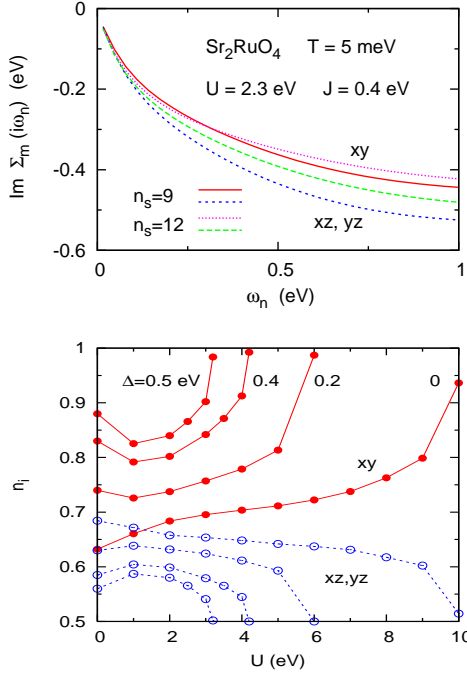 0
Sr₂RuO₄ T = 5 meV
U = 2.3 eV J = 0.4 eV
-0.2
Im Σₘ (iωₙ) (eV)
xy
-0.4
nₛ=9
nₛ=12
xz, yz
-0.6
0 0.5 1
ωₙ (eV)
1
Δ=0.5 eV 0.4 0.2 0
0.9
0.8
nᵢ
xy
0.7
0.6
xz,yz
0.5
0 2 4 6 8 10
U (eV)